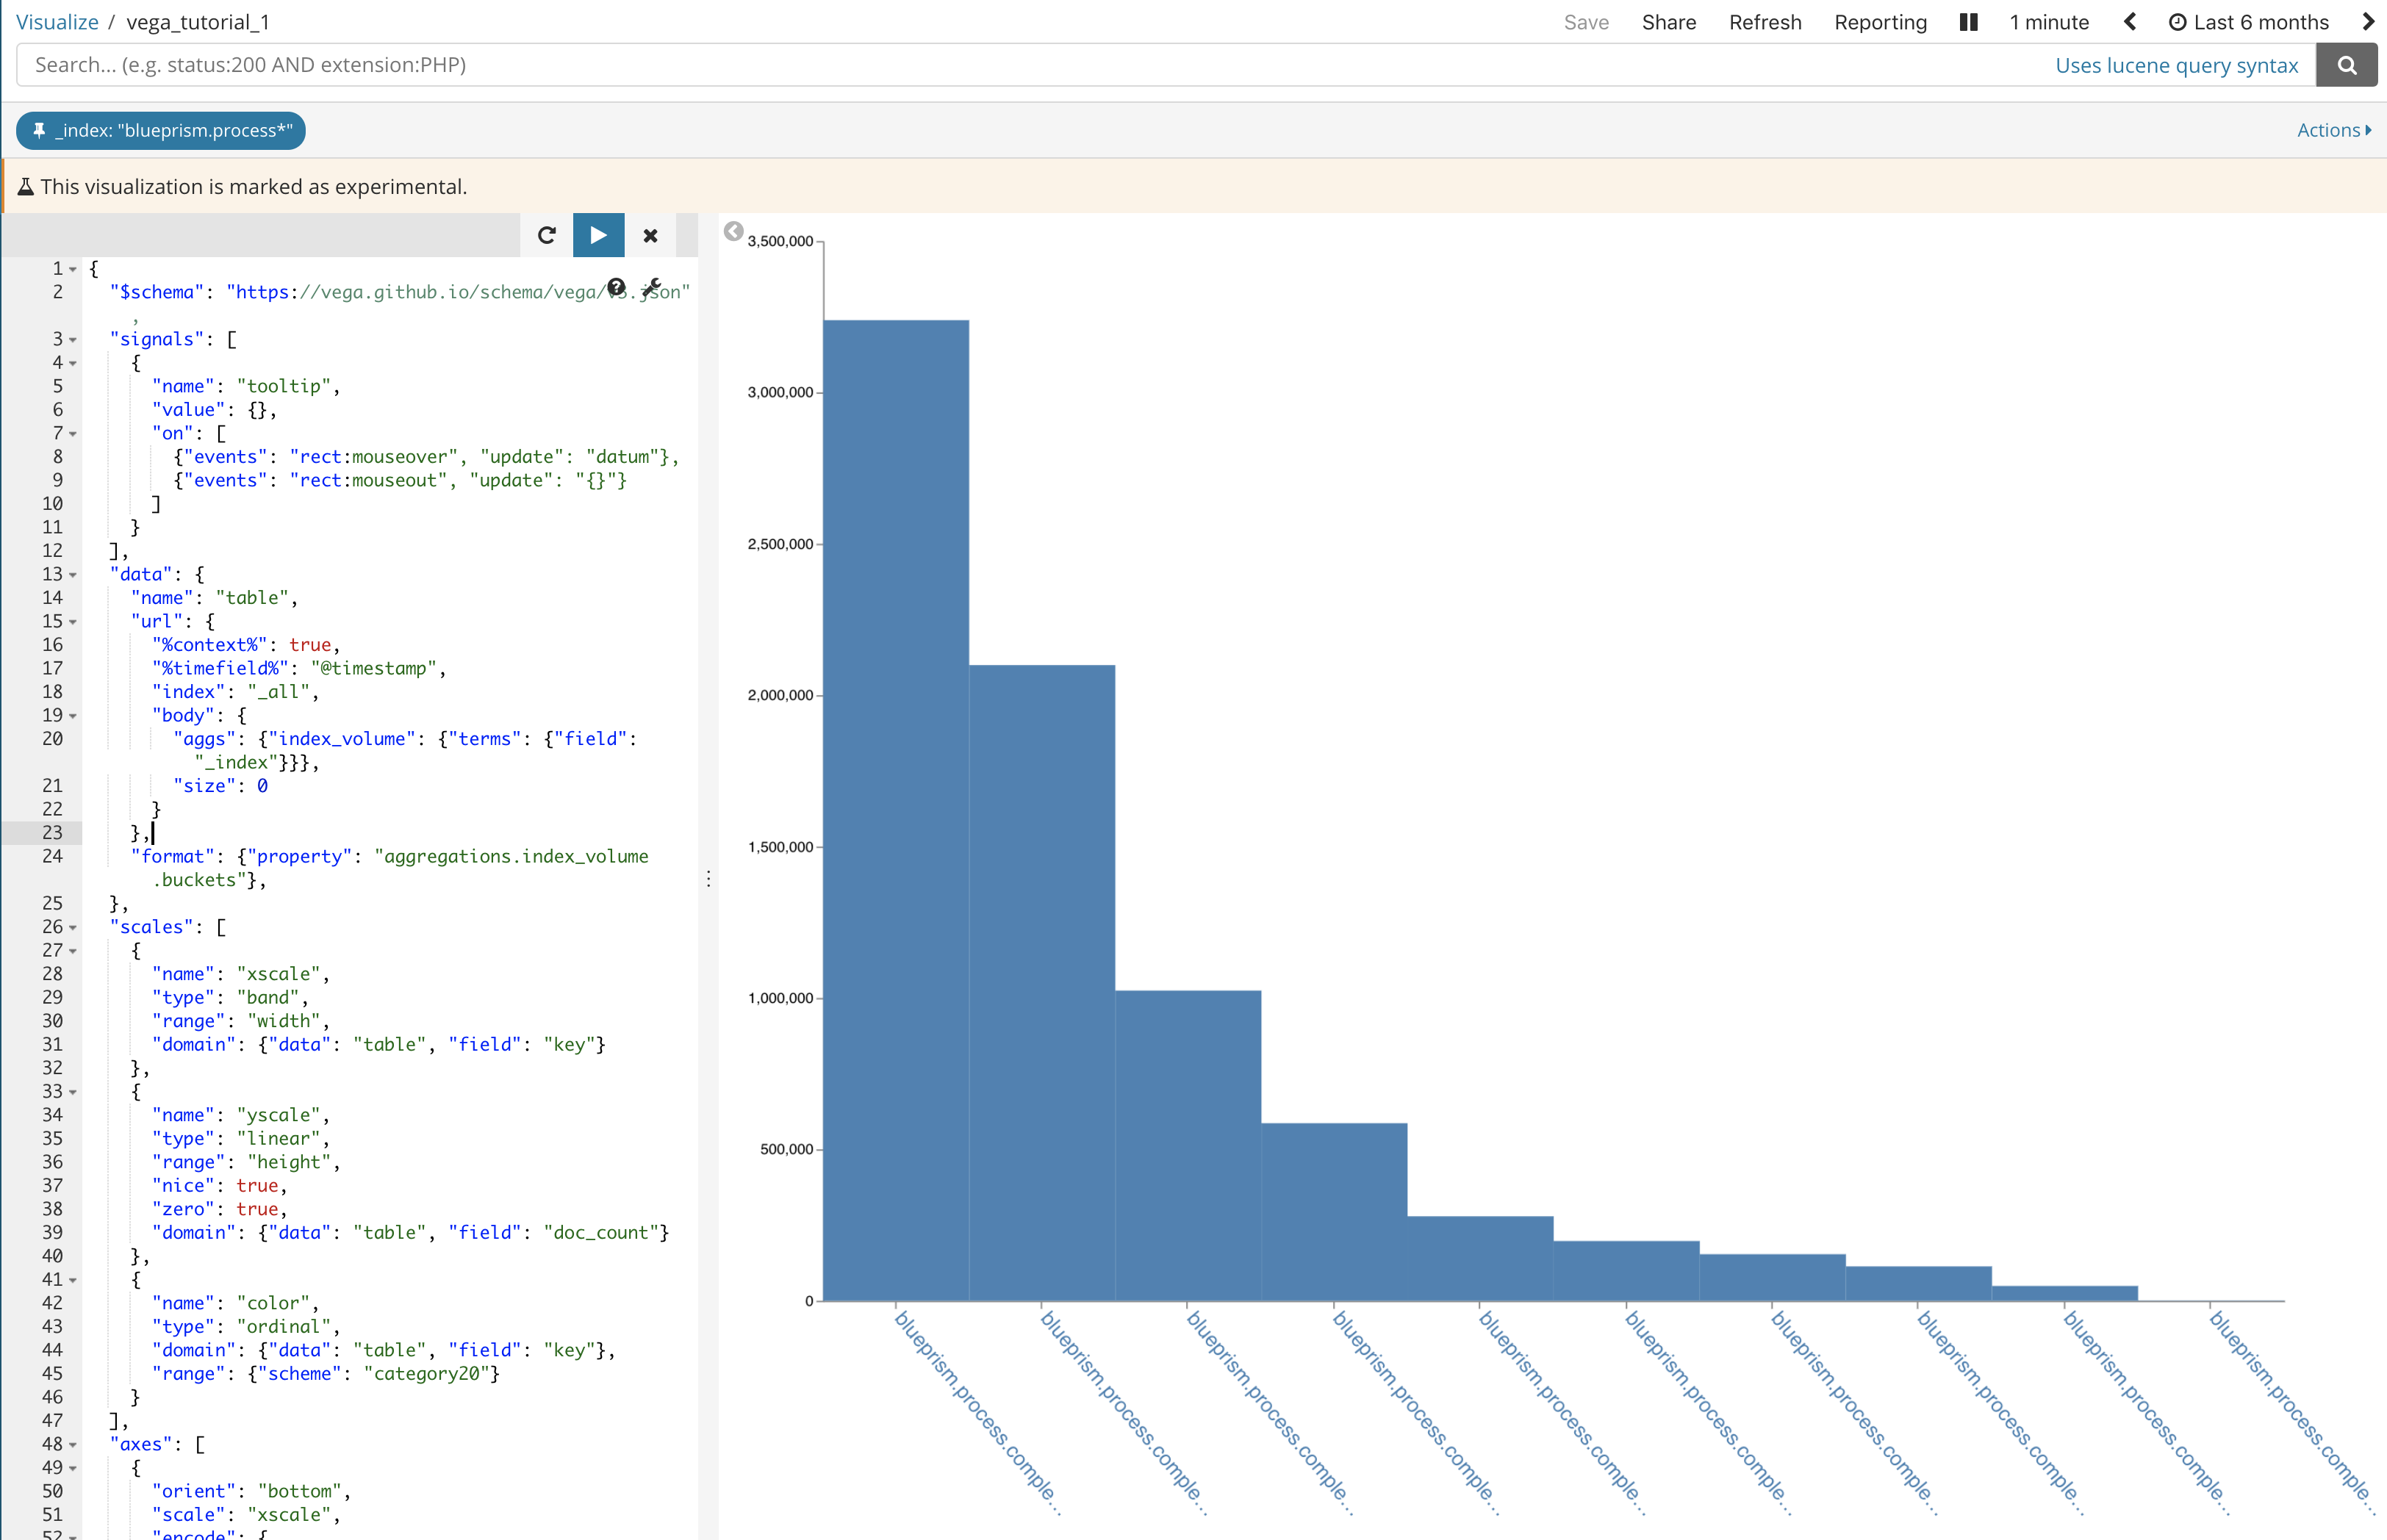 Visualize / vega_tutorial_1
Save Share Refresh Reporting 1 minute Last 6 months
Search... (e.g. status:200 AND extension:PHP)
Uses lucene query syntax
_index: "blueprism.process*"
Actions
This visualization is marked as experimental.
1 {
2 "$schema": "https://vega.github.io/schema/vega/v3.json"
,
3 "signals": [
4 {
5 "name": "tooltip",
6 "value": {},
7 "on": [
8 {"events": "rect:mouseover", "update": "datum"},
9 {"events": "rect:mouseout", "update": "{}"}
10 ]
11 }
12 ],
13 "data": {
14 "name": "table",
15 "url": {
16 "%context%": true,
17 "%timefield%": "@timestamp",
18 "index": "_all",
19 "body": {
20 "aggs": {"index_volume": {"terms": {"field":
"_index"}}},
21 "size": 0
22 }
23 },
24 "format": {"property": "aggregations.index_volume
.buckets"},
25 },
26 "scales": [
27 {
28 "name": "xscale",
29 "type": "band",
30 "range": "width",
31 "domain": {"data": "table", "field": "key"}
32 },
33 {
34 "name": "yscale",
35 "type": "linear",
36 "range": "height",
37 "nice": true,
38 "zero": true,
39 "domain": {"data": "table", "field": "doc_count"}
40 },
41 {
42 "name": "color",
43 "type": "ordinal",
44 "domain": {"data": "table", "field": "key"},
45 "range": {"scheme": "category20"}
46 }
47 ],
48 "axes": [
49 {
50 "orient": "bottom",
51 "scale": "xscale",
52 "encode": {
3,500,000
3,000,000
2,500,000
2,000,000
1,500,000
1,000,000
500,000
0
blueprism.process.comple...
blueprism.process.comple...
blueprism.process.comple...
blueprism.process.comple...
blueprism.process.comple...
blueprism.process.comple...
blueprism.process.comple...
blueprism.process.comple...
blueprism.process.comple...
blueprism.process.comple...